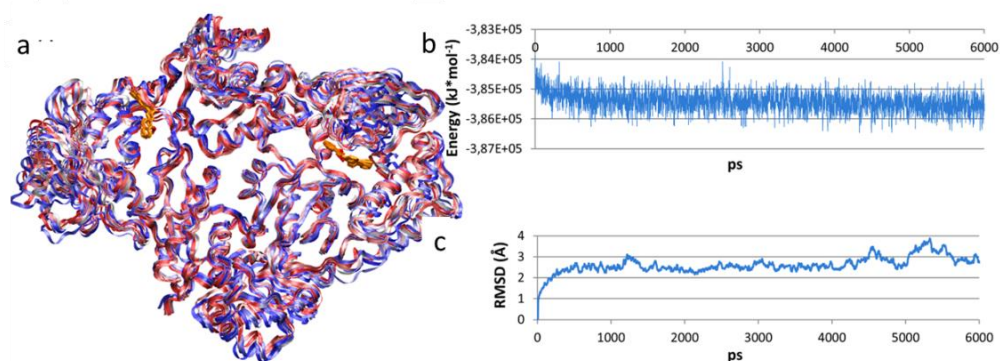 a
b
Energy (kJ*mol-1)
-3,83E+05
-3,84E+05
-3,85E+05
-3,86E+05
-3,87E+05
0 1000 2000 3000 4000 5000 6000
ps
c
RMSD (Å)
4
3
2
1
0
0 1000 2000 3000 4000 5000 6000
ps